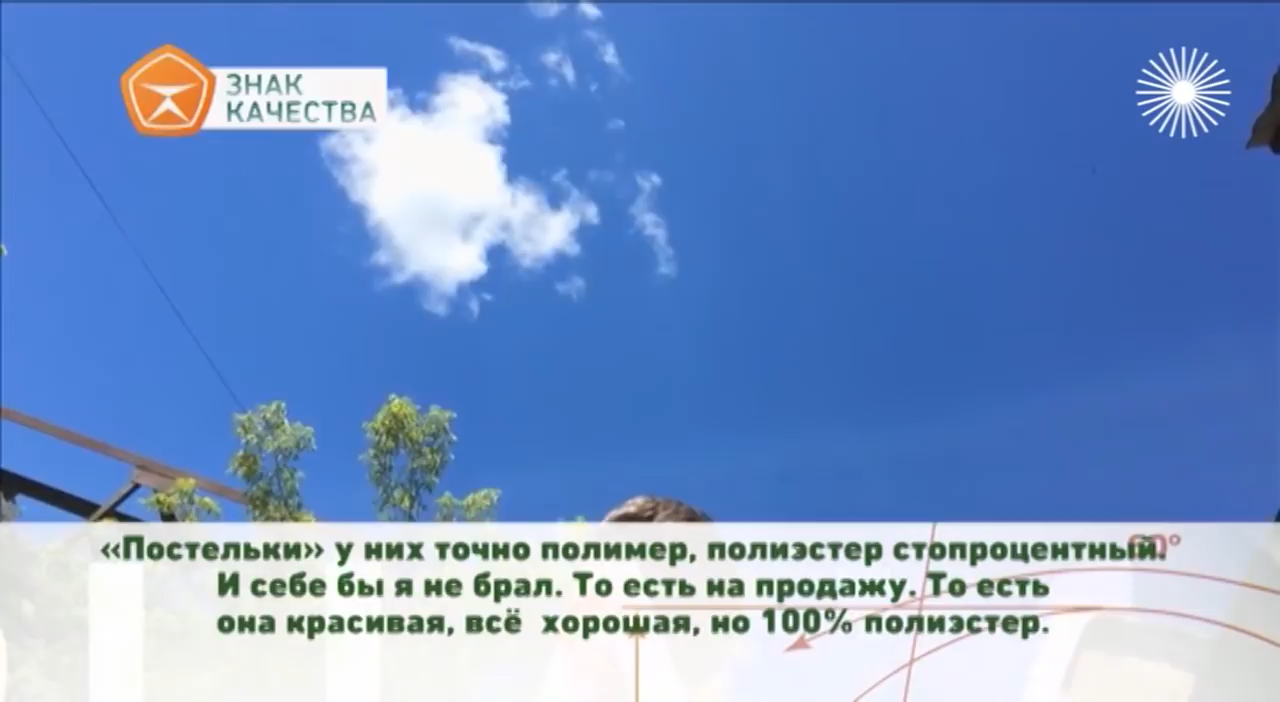 ЗНАК
КАЧЕСТВА
«Постельки» у них точно полимер, полиэстер стопроцентный.
И себе бы я не брал. То есть на продажу. То есть
она красивая, всё хорошая, но 100% полиэстер.